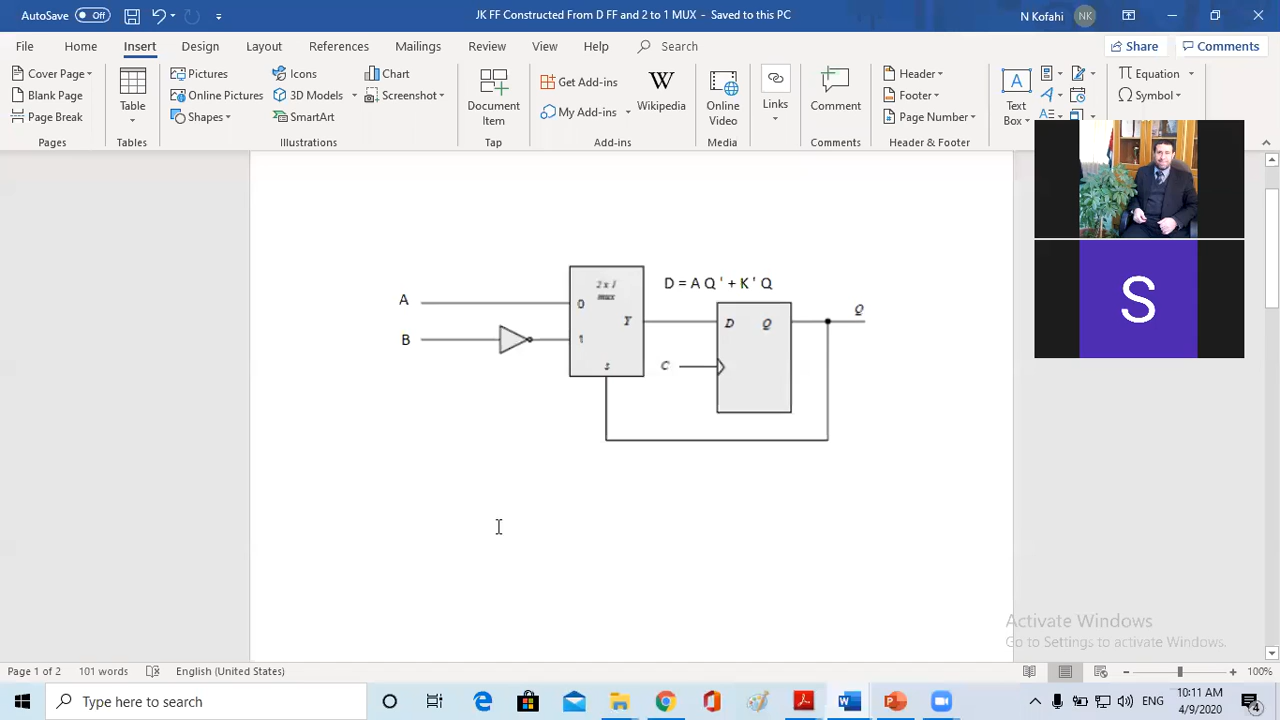 AutoSave Off JK FF Constructed From D FF and 2 to 1 MUX - Saved to this PC N Kofahi NK
File Home Insert Design Layout References Mailings Review View Help Search Share Comments
Cover Page
Blank Page
Page Break
Pages
Table
Tables
Pictures
Online Pictures
Shapes
Icons
3D Models
SmartArt
Chart
Screenshot
Illustrations
Document
Item
Tap
Get Add-ins
My Add-ins
Wikipedia
Add-ins
Online
Video
Media
Links
Comment
Comments
Header
Footer
Page Number
Header & Footer
Text
Box
Equation
Symbol
S
D = A Q ' + K ' Q
2 x 1
mux
A
0
Y
D Q
Q
B
1
s
C
Activate Windows
Go to Settings to activate Windows.
Page 1 of 2 101 words English (United States) 100%
Type here to search
ENG
10:11 AM
4/9/2020
4